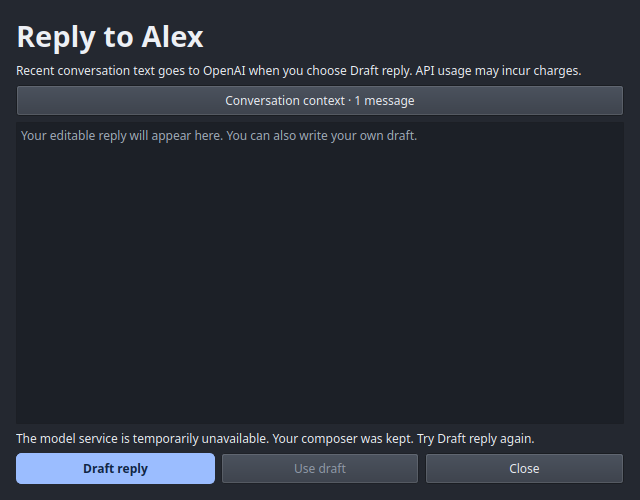 Reply to Alex
Recent conversation text goes to OpenAI when you choose Draft reply. API usage may incur charges.
Conversation context · 1 message
Your editable reply will appear here. You can also write your own draft.
The model service is temporarily unavailable. Your composer was kept. Try Draft reply again.
Draft reply
Use draft
Close